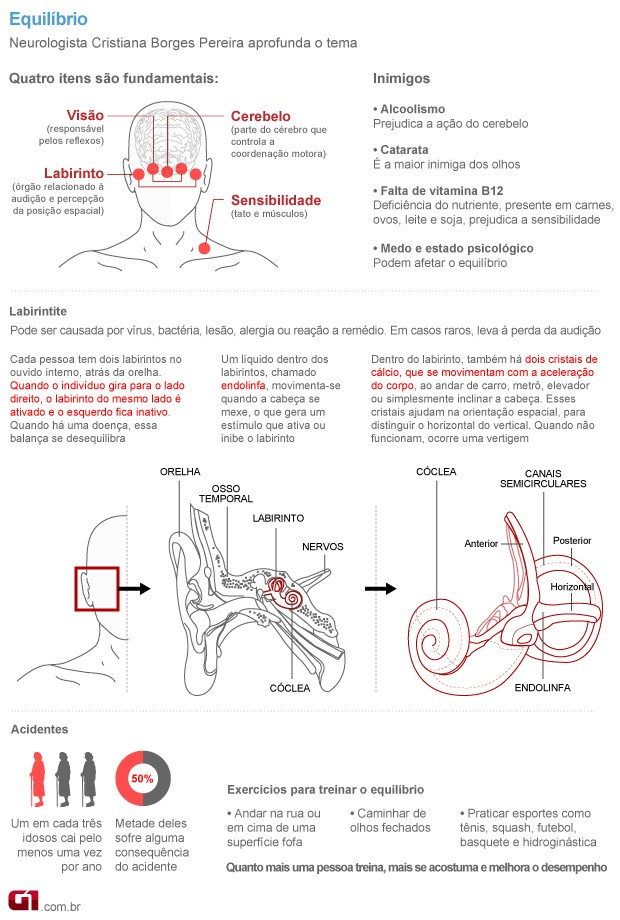 Equilíbrio
Neurologista Cristiana Borges Pereira aprofunda o tema
Quatro itens são fundamentais:
Visão
(responsável
pelos reflexos)
Cerebelo
(parte do cérebro que
controla a
coordenação motora)
Labirinto
(órgão relacionado à
audição e percepção
da posição espacial)
Sensibilidade
(tato e músculos)
Inimigos
• Alcoolismo
Prejudica a ação do cerebelo
• Catarata
É a maior inimiga dos olhos
• Falta de vitamina B12
Deficiência do nutriente, presente em carnes,
ovos, leite e soja, prejudica a sensibilidade
• Medo e estado psicológico
Podem afetar o equilíbrio
Labirintite
Pode ser causada por vírus, bactéria, lesão, alergia ou reação a remédio. Em casos raros, leva à perda da audição
Cada pessoa tem dois labirintos no
ouvido interno, atrás da orelha.
Quando o indivíduo gira para o lado
direito, o labirinto do mesmo lado é
ativado e o esquerdo fica inativo.
Quando há uma doença, essa
balança se desequilibra
Um líquido dentro dos
labirintos, chamado
endolinfa, movimenta-se
quando a cabeça se
mexe, o que gera um
estímulo que ativa ou
inibe o labirinto
Dentro do labirinto, também há dois cristais de
cálcio, que se movimentam com a aceleração
do corpo, ao andar de carro, metrô, elevador
ou simplesmente inclinar a cabeça. Esses
cristais ajudam na orientação espacial, para
distinguir o horizontal do vertical. Quando não
funcionam, ocorre uma vertigem
ORELHA
OSSO
TEMPORAL
LABIRINTO
NERVOS
CÓCLEA
CÓCLEA
CANAIS
SEMICIRCULARES
Anterior
Posterior
Horizontal
ENDOLINFA
Acidentes
50%
Um em cada três
idosos cai pelo
menos uma vez
por ano
Metade deles
sofre alguma
consequência
do acidente
Exercícios para treinar o equilíbrio
• Andar na rua ou
em cima de uma
superfície fofa
• Caminhar de
olhos fechados
• Praticar esportes como
tênis, squash, futebol,
basquete e hidroginástica
Quanto mais uma pessoa treina, mais se acostuma e melhora o desempenho
G1.com.br